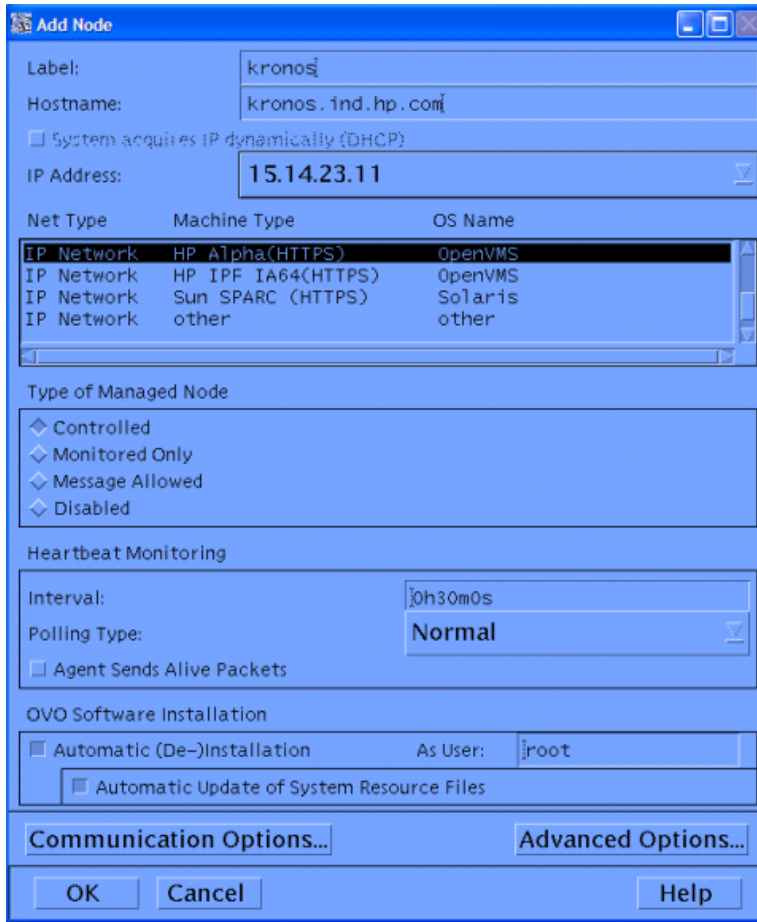 Add Node
Label: kronos
Hostname: kronos.ind.hp.com
System acquires IP dynamically (DHCP)
IP Address: 15.14.23.11
Net Type Machine Type OS Name
IP Network HP Alpha(HTTPS) OpenVMS
IP Network HP IPF IA64(HTTPS) OpenVMS
IP Network Sun SPARC (HTTPS) Solaris
IP Network other other
Type of Managed Node
Controlled
Monitored Only
Message Allowed
Disabled
Heartbeat Monitoring
Interval: 0h30m0s
Polling Type: Normal
Agent Sends Alive Packets
OVO Software Installation
Automatic (De-)Installation As User: root
Automatic Update of System Resource Files
Communication Options... Advanced Options...
OK Cancel Help